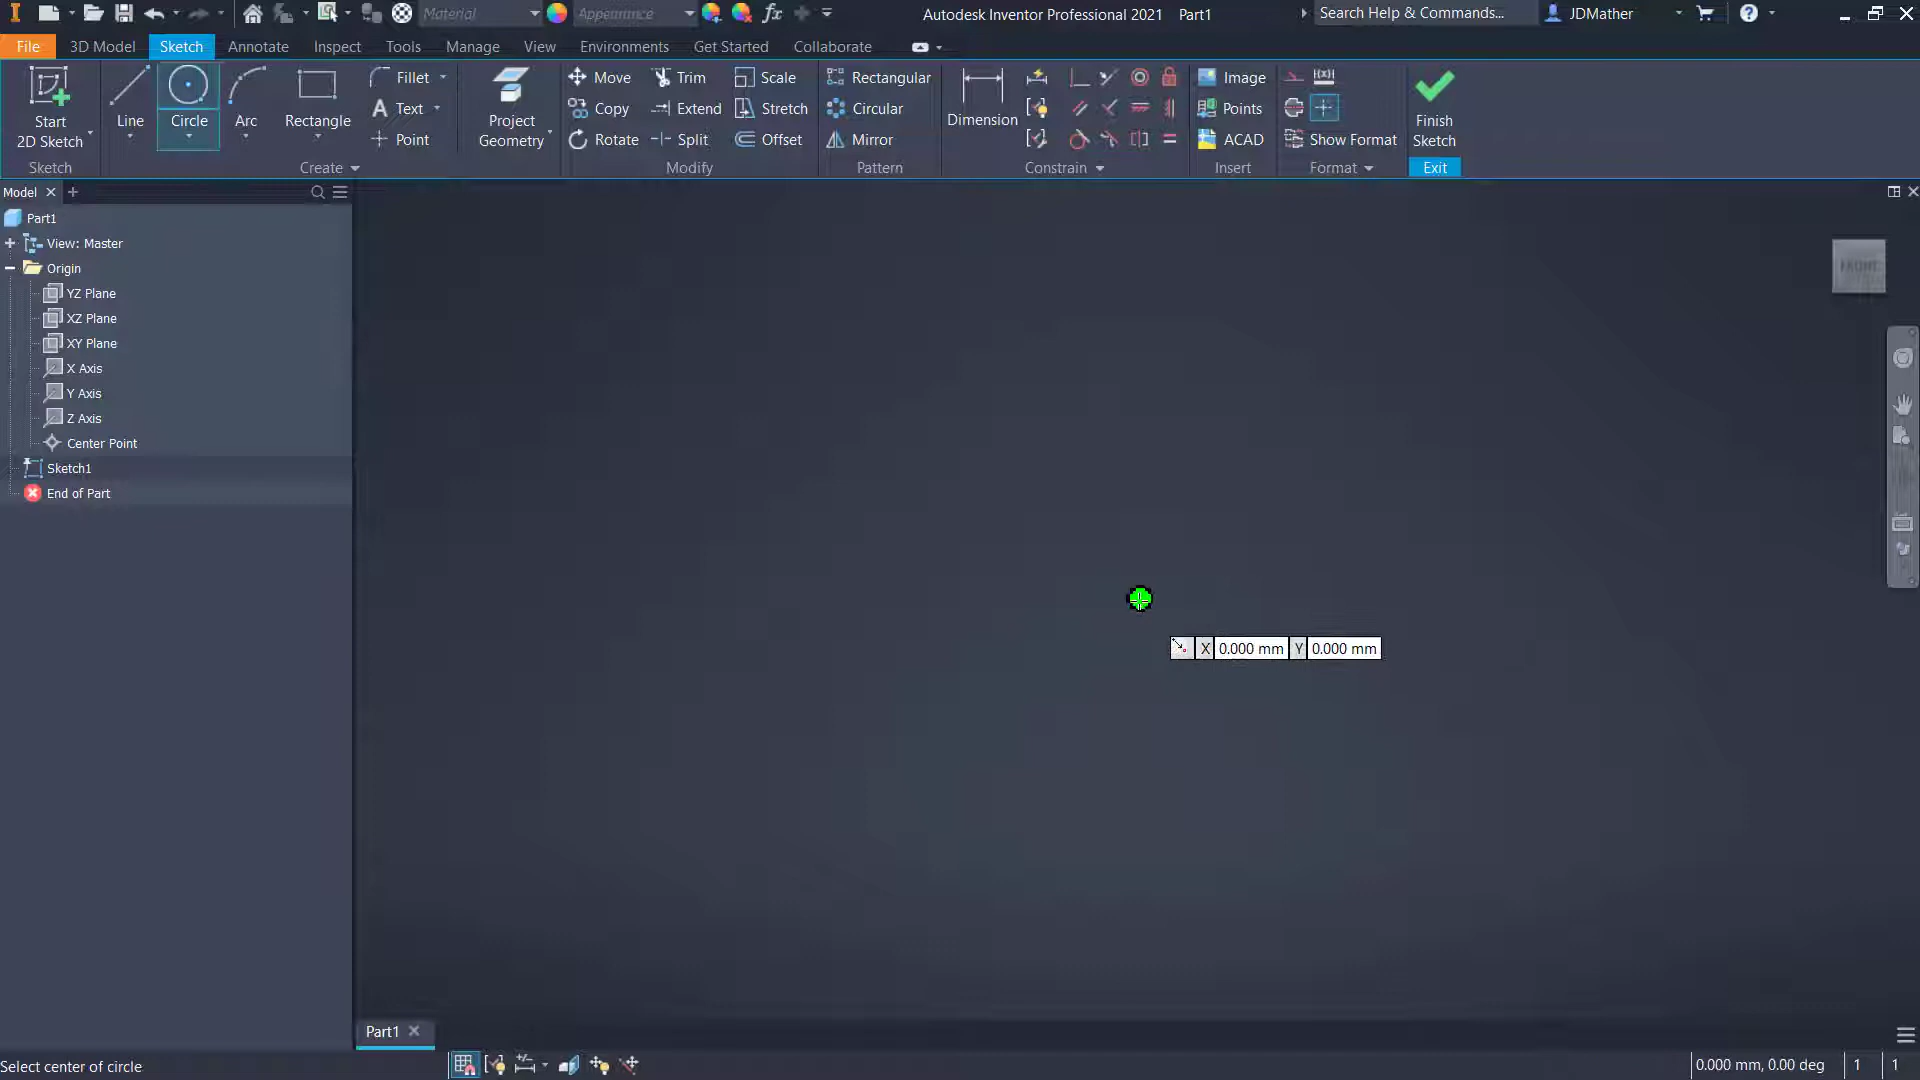 Material
Appearance
Autodesk Inventor Professional 2021 Part1
Search Help & Commands...
JDMather
File
3D Model
Sketch
Annotate
Inspect
Tools
Manage
View
Environments
Get Started
Collaborate
Start
2D Sketch
Line
Circle
Arc
Rectangle
Fillet
Text
Point
Project
Geometry
Move
Copy
Rotate
Trim
Extend
Split
Scale
Stretch
Offset
Rectangular
Circular
Mirror
Dimension
Image
Points
ACAD
Show Format
Finish
Sketch
Sketch
Create
Modify
Pattern
Constrain
Insert
Format
Exit
Model
Part1
View: Master
Origin
YZ Plane
XZ Plane
XY Plane
X Axis
Y Axis
Z Axis
Center Point
Sketch1
End of Part
FRONT
X 0.000 mm Y 0.000 mm
Part1
Select center of circle
0.000 mm, 0.00 deg 1 1